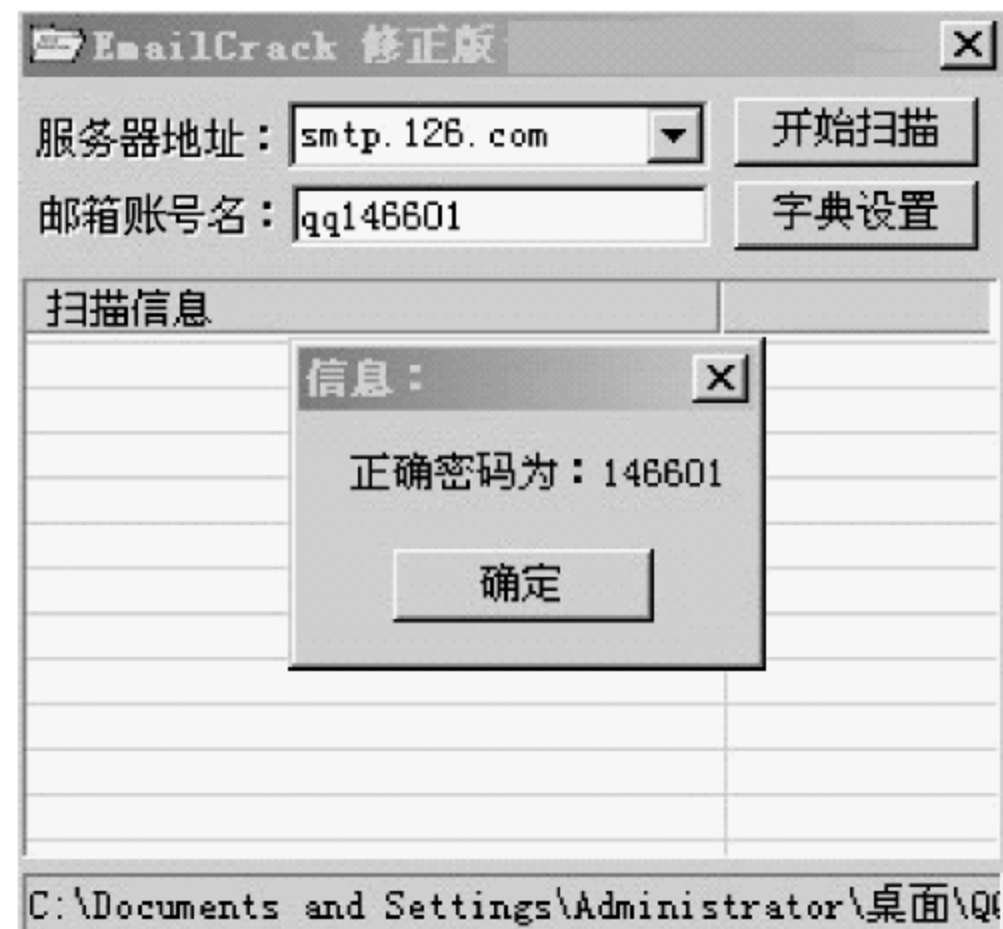 EmailCrack 修正版
服务器地址：smtp.126.com 开始扫描
邮箱账号名：qq146601 字典设置
扫描信息
信息：
正确密码为：146601
确定
C:\Documents and Settings\Administrator\桌面\